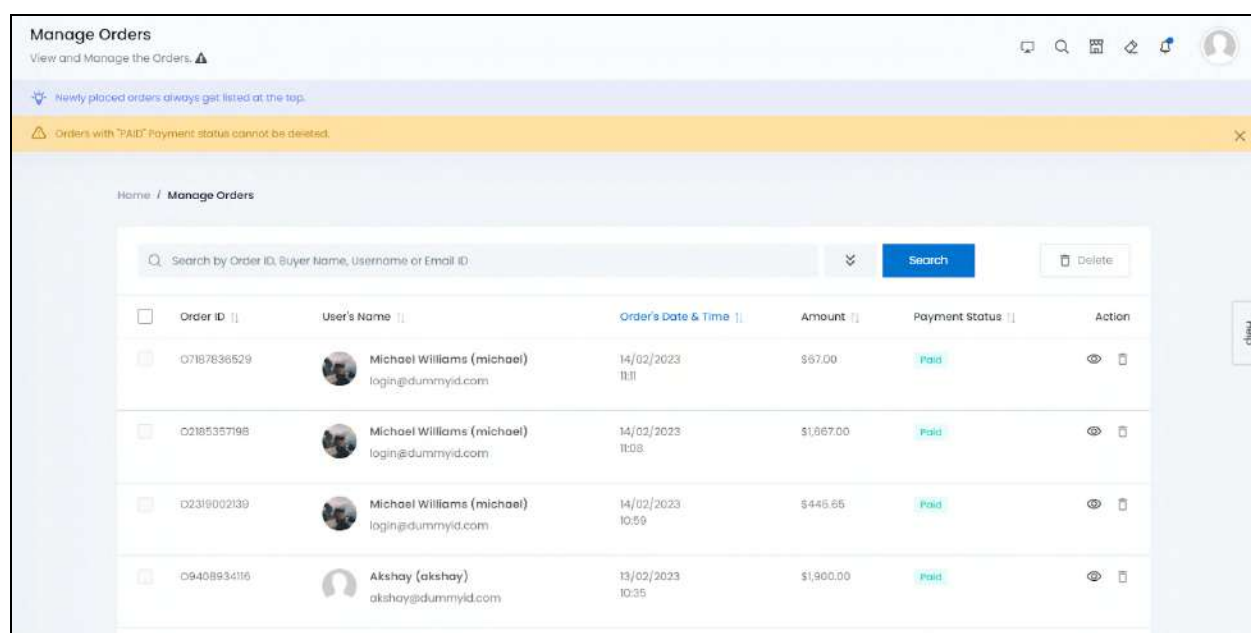 Manage Orders
View and Manage the Orders.
Newly placed orders always get listed at the top.
Orders with "PAID" Payment status cannot be deleted.
Home / Manage Orders
Search by Order ID, Buyer Name, Username or Email ID
Search
Delete
Order ID User's Name Order's Date & Time Amount Payment Status Action
Help
O7187836529 Michael Williams (michael) 14/02/2023 $67.00 Paid
login@dummyid.com 11:11
O2185357198 Michael Williams (michael) 14/02/2023 $1,667.00 Paid
login@dummyid.com 11:08
O2319002139 Michael Williams (michael) 14/02/2023 $446.65 Paid
login@dummyid.com 10:59
O9408934116 Akshay (akshay) 13/02/2023 $1,900.00 Paid
akshay@dummyid.com 10:35